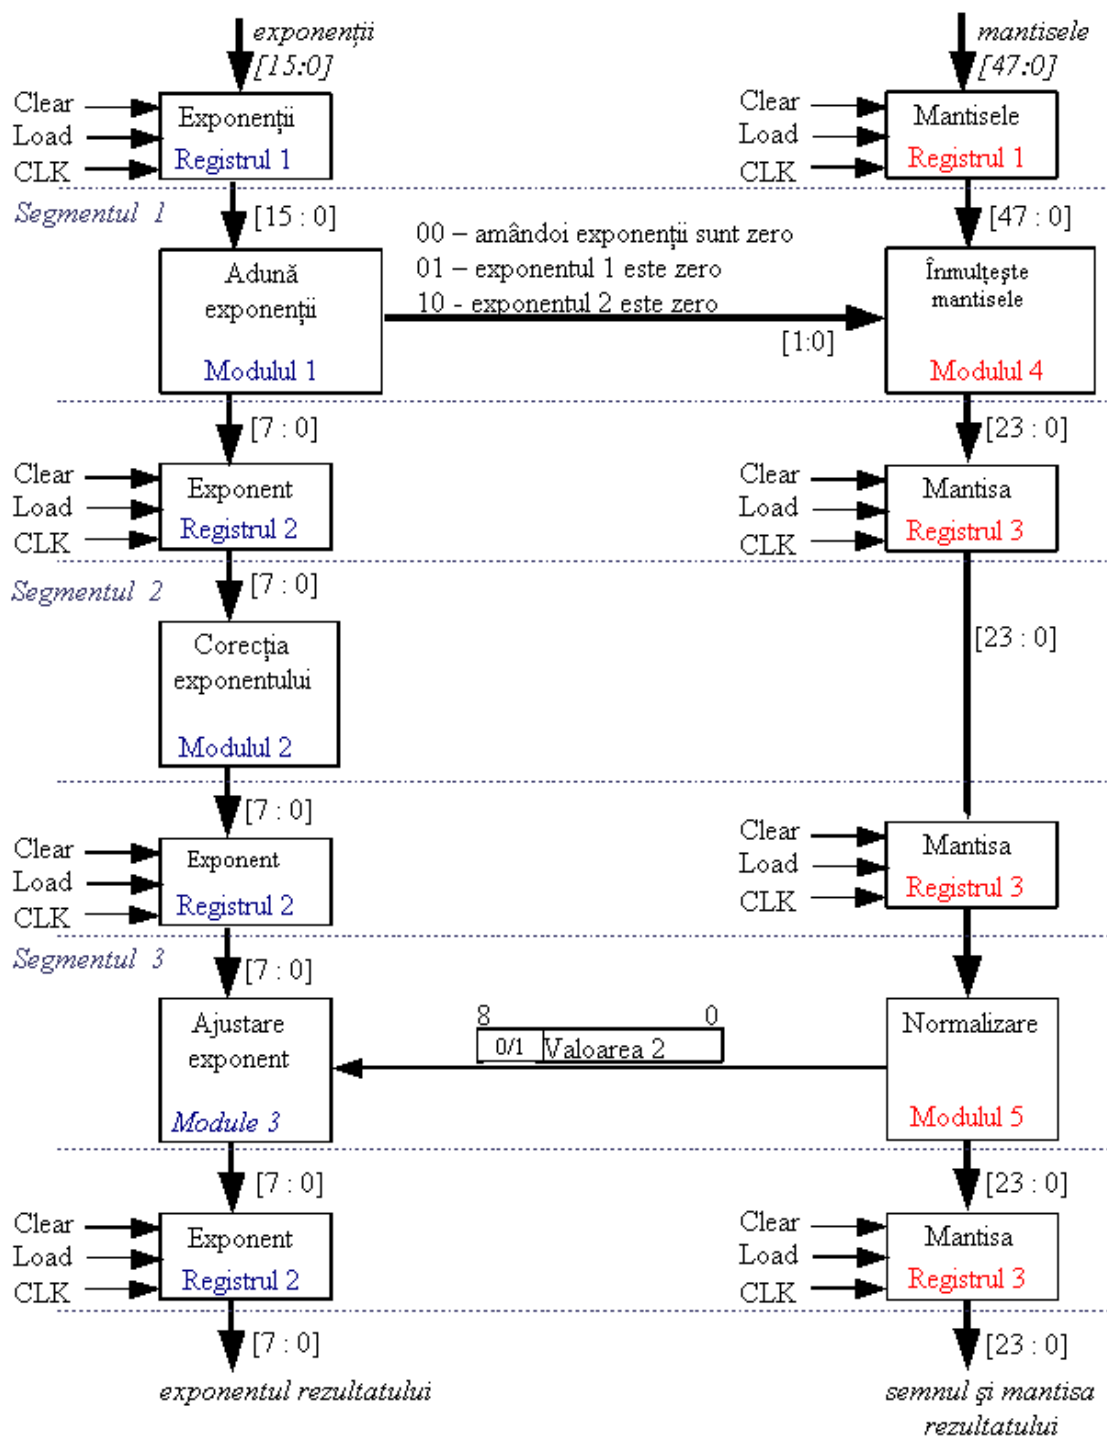 exponenții
[15:0]
mantisele
[47:0]
Clear
Load
CLK
Exponenții
Registrul 1
Clear
Load
CLK
Mantisele
Registrul 1
Segmentul 1
[15 : 0]
[47 : 0]
Adună
exponenții
Modulul 1
00 – amândoi exponenții sunt zero
01 – exponentul 1 este zero
10 - exponentul 2 este zero
[1:0]
Înmulțește
mantisele
Modulul 4
[7 : 0]
[23 : 0]
Clear
Load
CLK
Exponent
Registrul 2
Clear
Load
CLK
Mantisa
Registrul 3
Segmentul 2
[7 : 0]
[23 : 0]
Corecția
exponentului
Modulul 2
[7 : 0]
Clear
Load
CLK
Exponent
Registrul 2
Clear
Load
CLK
Mantisa
Registrul 3
Segmentul 3
[7 : 0]
Ajustare
exponent
Module 3
8 0
0/1 Valoarea 2
Normalizare
Modulul 5
[7 : 0]
[23 : 0]
Clear
Load
CLK
Exponent
Registrul 2
Clear
Load
CLK
Mantisa
Registrul 3
[7 : 0]
[23 : 0]
exponentul rezultatului
semnul și mantisa
rezultatului